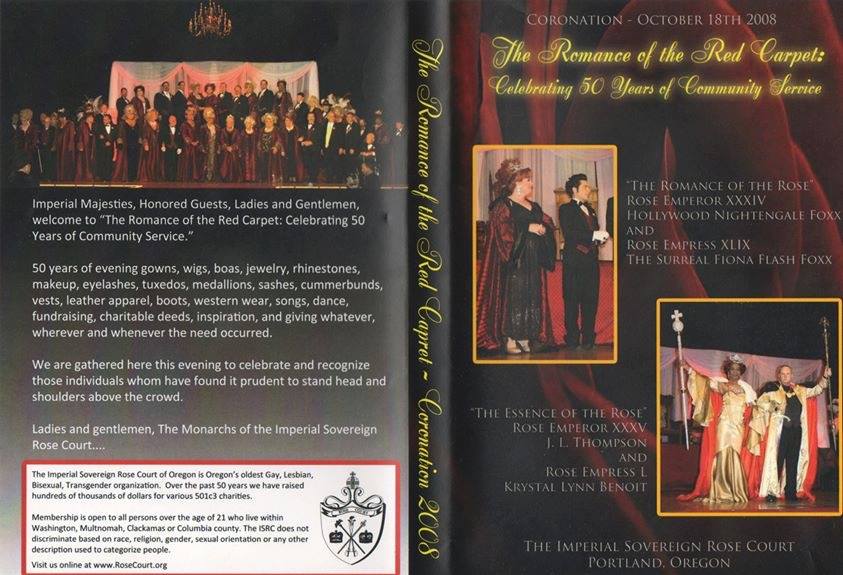 Imperial Majesties, Honored Guests, Ladies and Gentlemen,
welcome to "The Romance of the Red Carpet: Celebrating 50
Years of Community Service."
50 years of evening gowns, wigs, boas, jewelry, rhinestones,
makeup, eyelashes, tuxedos, medallions, sashes, cummerbunds,
vests, leather apparel, boots, western wear, songs, dance,
fundraising, charitable deeds, inspiration, and giving whatever,
wherever and whenever the need occurred.
We are gathered here this evening to celebrate and recognize
those individuals whom have found it prudent to stand head and
shoulders above the crowd.
Ladies and gentlemen, The Monarchs of the Imperial Sovereign
Rose Court....
The Imperial Sovereign Rose Court of Oregon is Oregon's oldest Gay, Lesbian,
Bisexual, Transgender organization. Over the past 50 years we have raised
hundreds of thousands of dollars for various 501c3 charities.
Membership is open to all persons over the age of 21 who live within
Washington, Multnomah, Clackamas or Columbia county. The ISRC does not
discriminate based on race, religion, gender, sexual orientation or any other
description used to categorize people.
Visit us online at www.RoseCourt.org
The Romance of the Red Capret ~ Coronation 2008
Coronation - October 18th 2008
The Romance of the Red Carpet:
Celebrating 50 Years of Community Service
"The Romance of the Rose"
Rose Emperor XXXIV
Hollywood Nightengale Foxx
and
Rose Empress XLIX
The Surreal Fiona Flash Foxx
"The Essence of the Rose"
Rose Emperor XXXV
J. L. Thompson
and
Rose Empress L
Krystal Lynn Benoit
The Imperial Sovereign Rose Court
Portland, Oregon